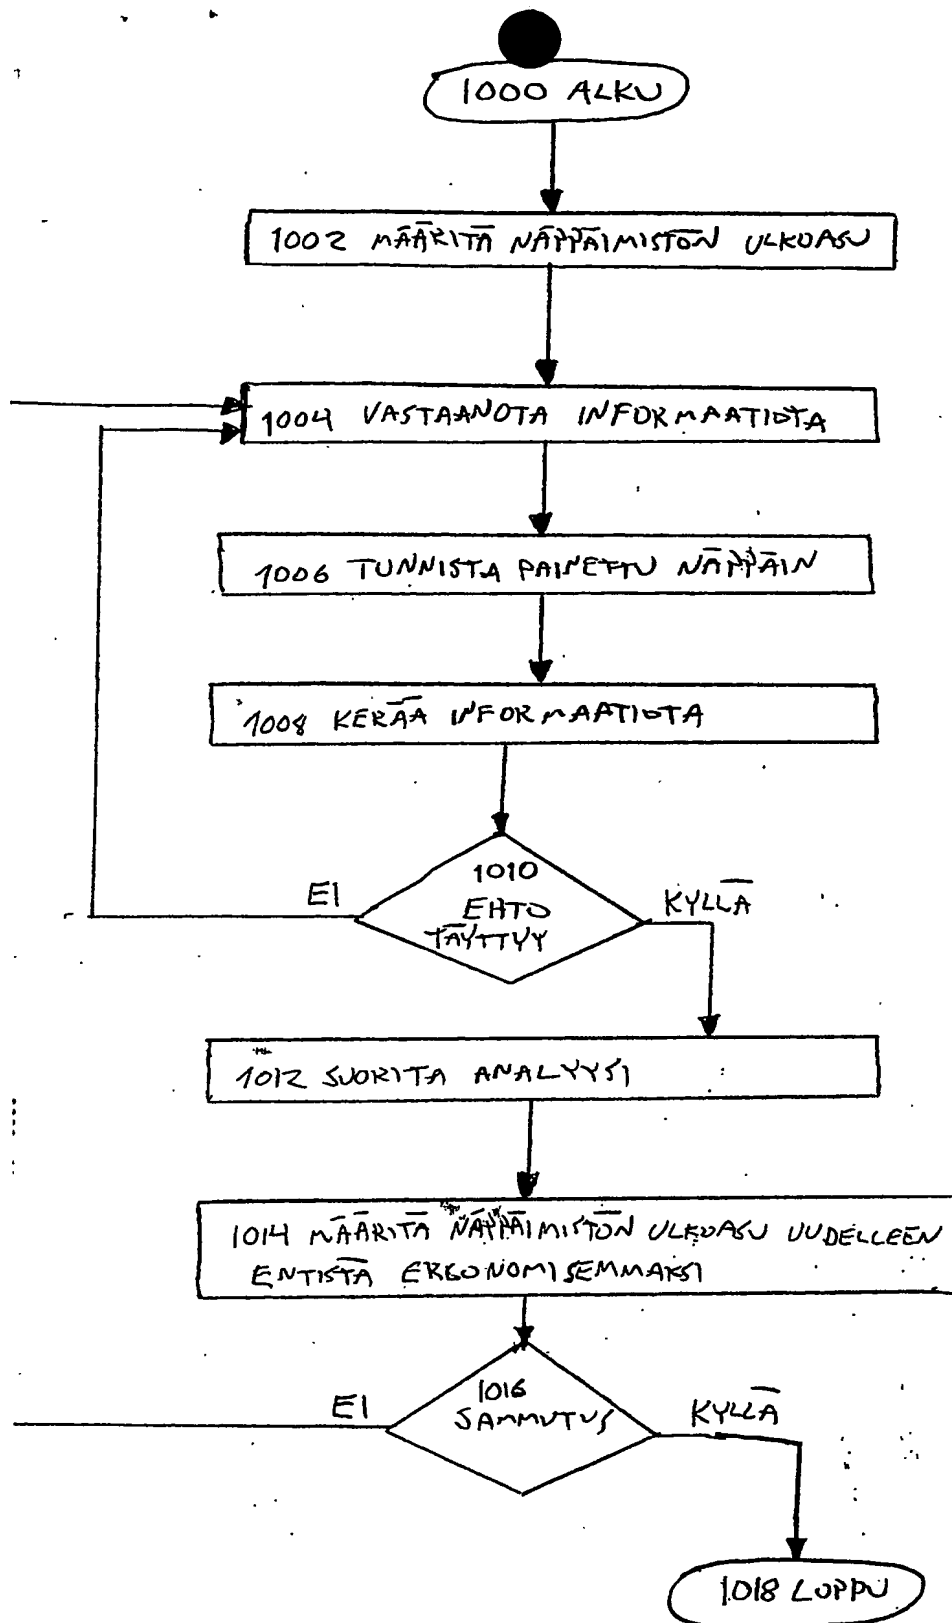 1000 ALKU
1002 MÄÄRITÄ NÄPPÄIMISTÖN ULKOASU
1004 VASTAANOTA INFORMAATIOTA
1006 TUNNISTA PAINETTU NÄPPÄIN
1008 KERÄÄ INFORMAATIOTA
1010
EI
KYLLÄ
EHTO
TÄYTTYY
1012 SUORITA ANALYYSI
1014 MÄÄRITÄ NÄPPÄIMISTÖN ULKOASU UUDELLEEN
ENTISTÄ ERGONOMISEMMAKSI
1016
EI
SAMMUTUS
KYLLÄ
1018 LOPPU